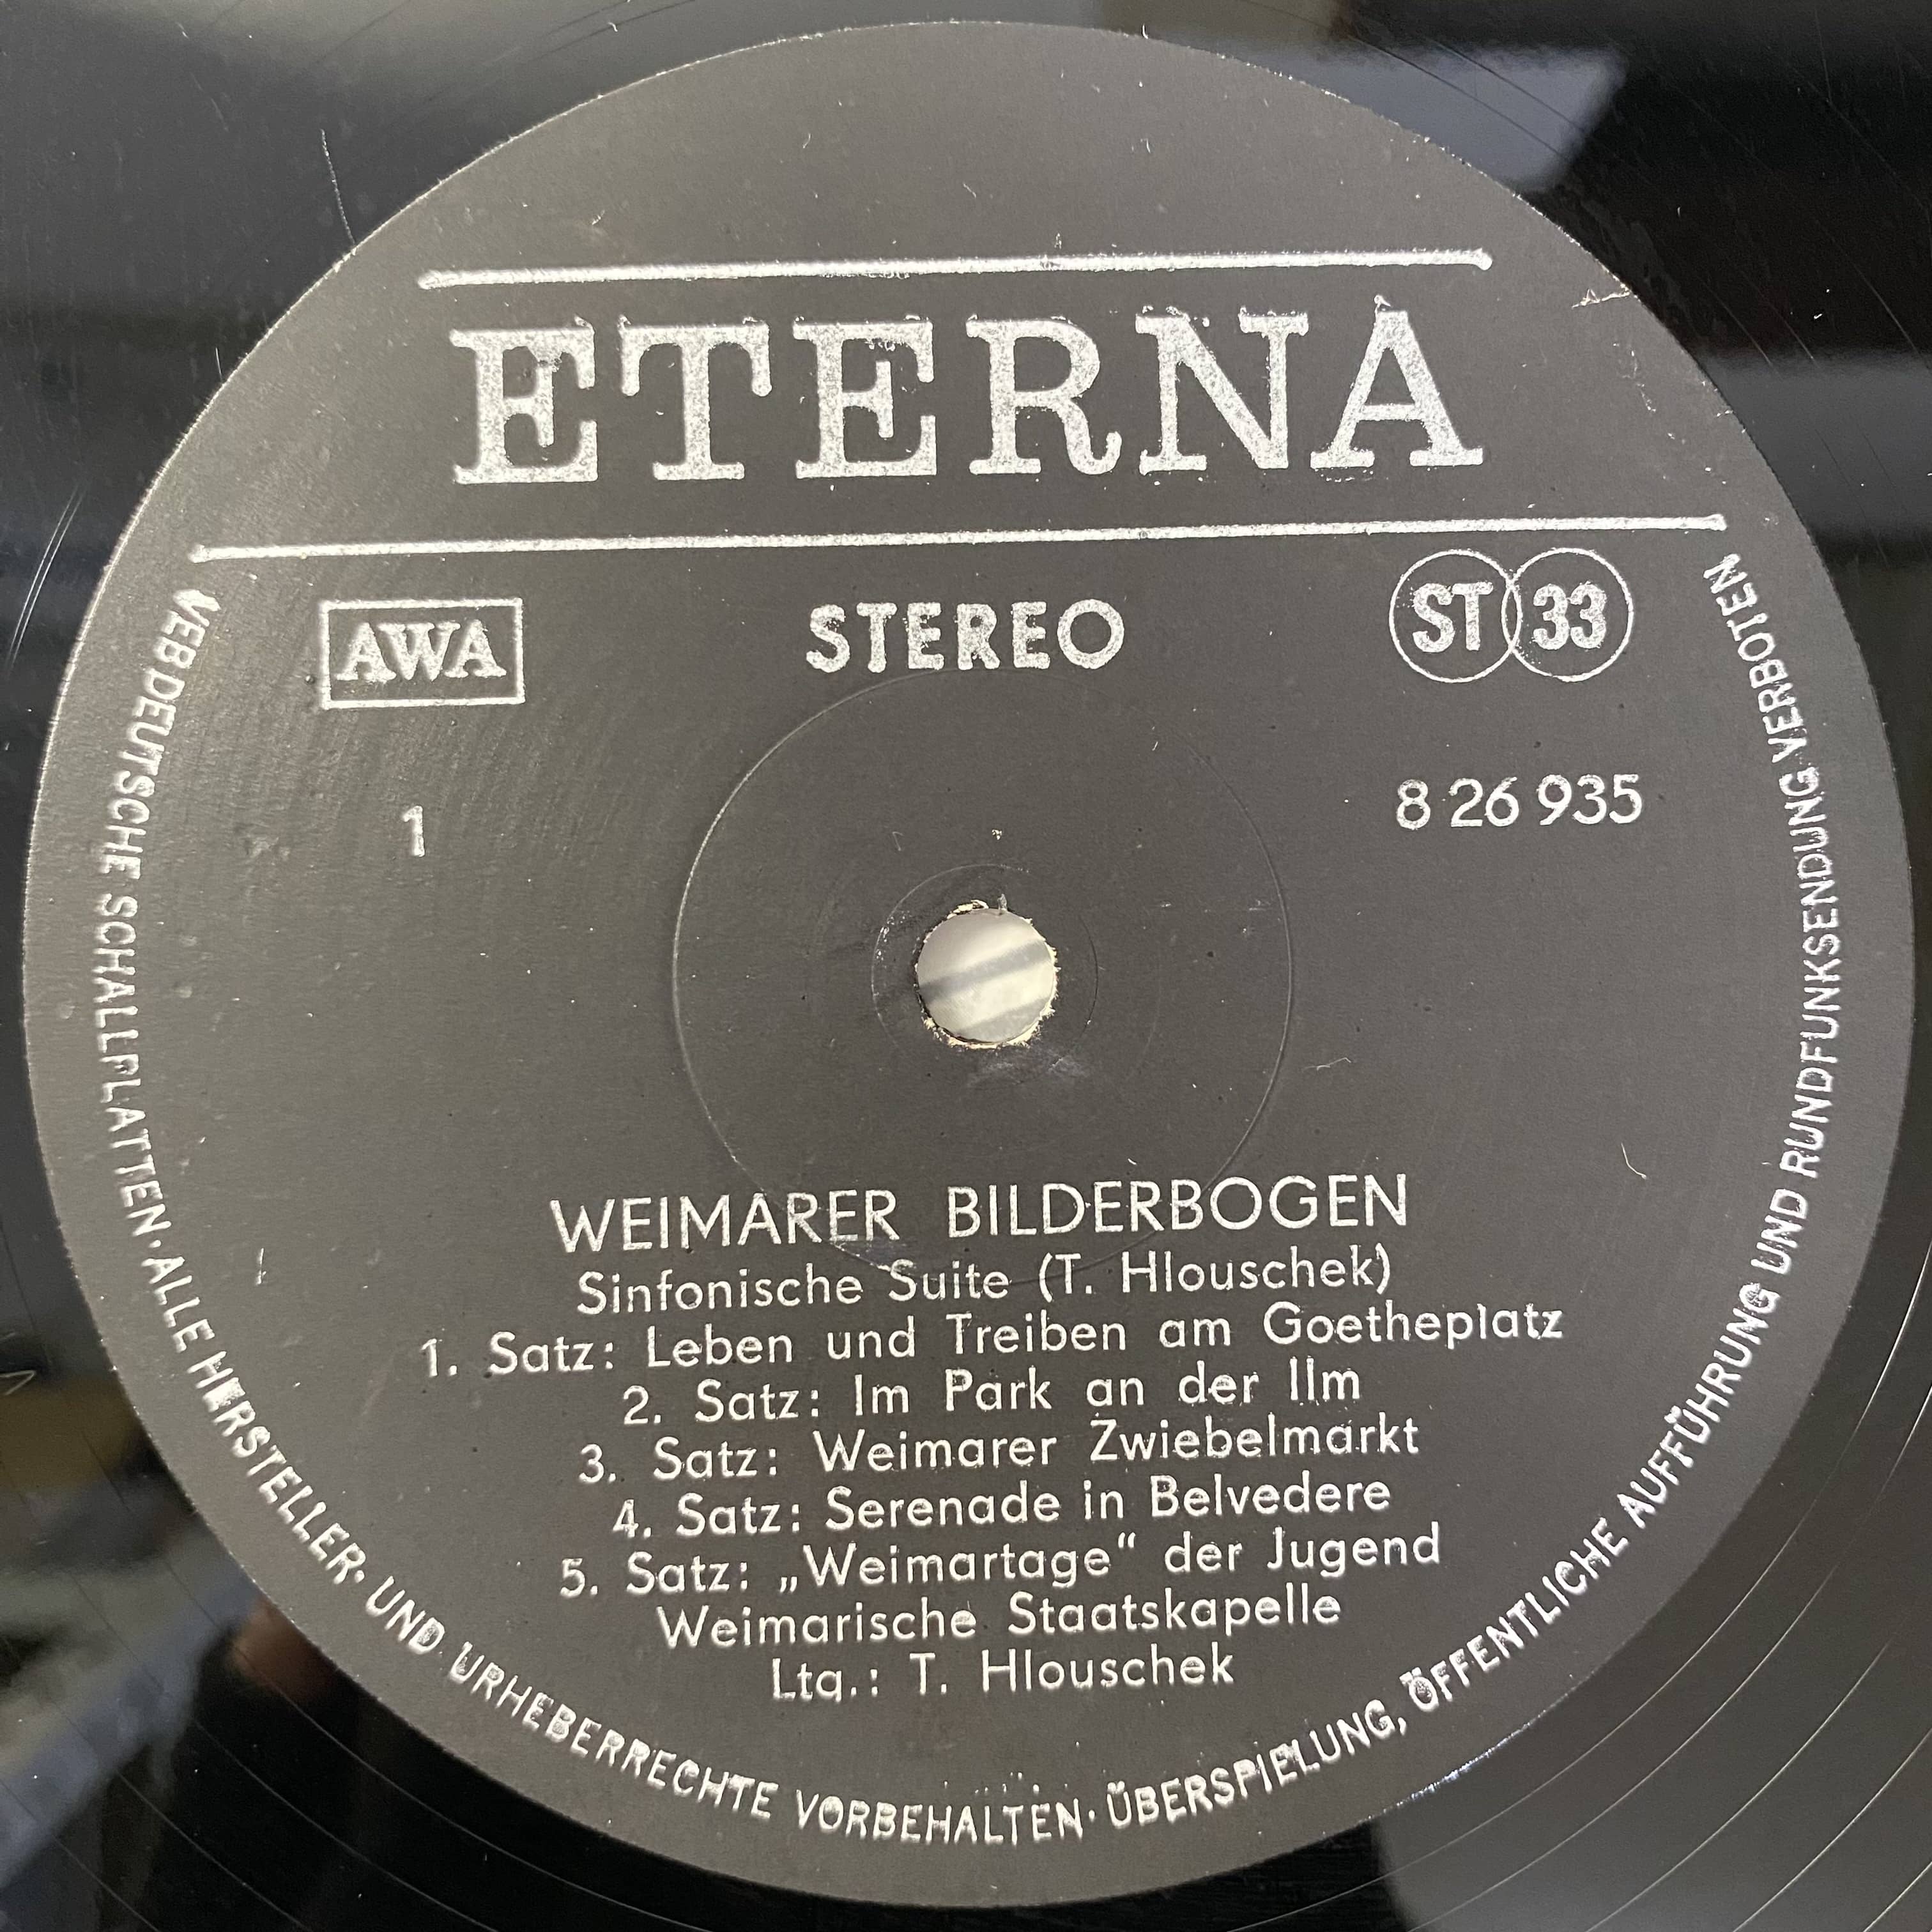 ETERNA
AWA
STEREO
ST 33
1
8 26 935
WEIMARER BILDERBOGEN
Sinfonische Suite (T. Hlouschek)
1. Satz: Leben und Treiben am Goetheplatz
2. Satz: Im Park an der Ilm
3. Satz: Weimarer Zwiebelmarkt
4. Satz: Serenade in Belvedere
5. Satz: „Weimartage“ der Jugend
Weimarische Staatskapelle
Ltg.: T. Hlouschek
VEB DEUTSCHE SCHALLPLATTEN · ALLE HERSTELLER- UND URHEBERRECHTE VORBEHALTEN · ÜBERSPIELUNG, ÖFFENTLICHE AUFFÜHRUNG UND RUNDFUNKSENDUNG VERBOTEN